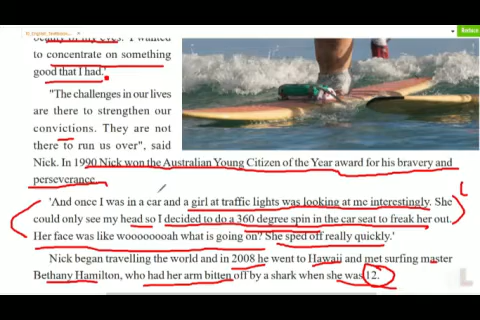 beauty in my eyes. I wanted
to concentrate on something
good that I had.'
"The challenges in our lives
are there to strengthen our
convictions. They are not
there to run us over", said
Nick. In 1990 Nick won the Australian Young Citizen of the Year award for his bravery and
perseverance.
'And once I was in a car and a girl at traffic lights was looking at me interestingly. She
could only see my head so I decided to do a 360 degree spin in the car seat to freak her out.
Her face was like wooooooah what is going on? She sped off really quickly.'
Nick began travelling the world and in 2008 he went to Hawaii and met surfing master
Bethany Hamilton, who had her arm bitten off by a shark when she was 12.